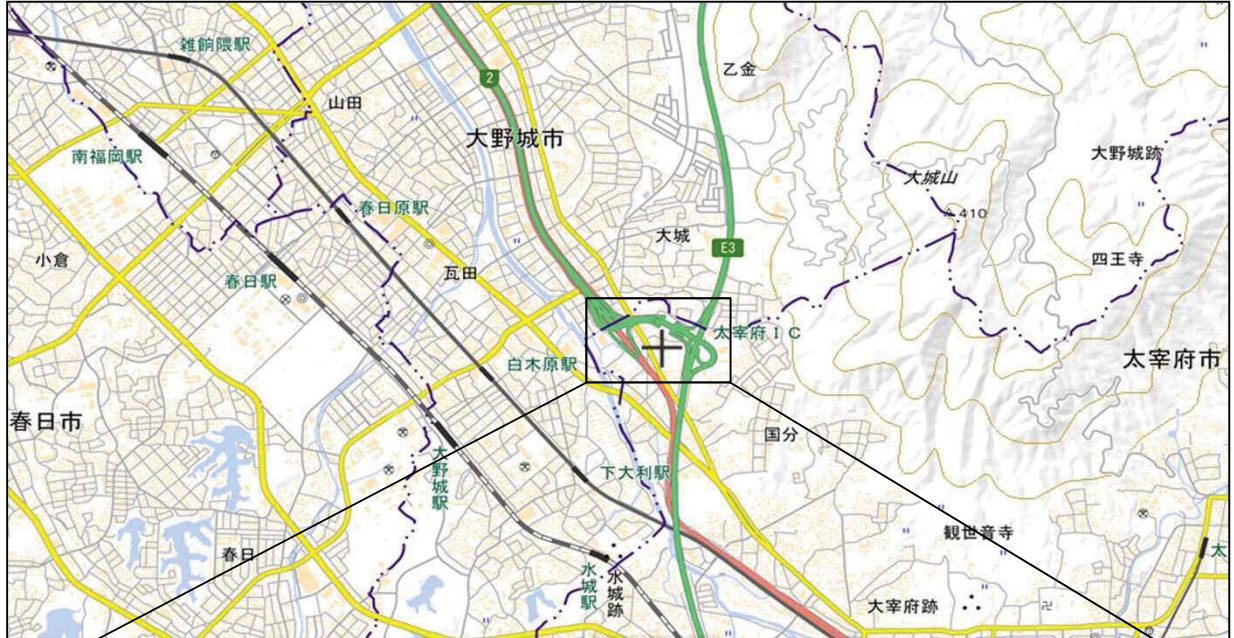 雑餉隈駅
2
乙金
山田
大野城市
南福岡駅
大野城跡
大城山
春日原駅
410
大城
E3
小倉
瓦田
四王寺
春日駅
太宰府IC
白木原駅
太宰府市
春日市
国分
大野城駅
下大利駅
観世音寺
春日
水城駅
水城跡
大宰府跡
太